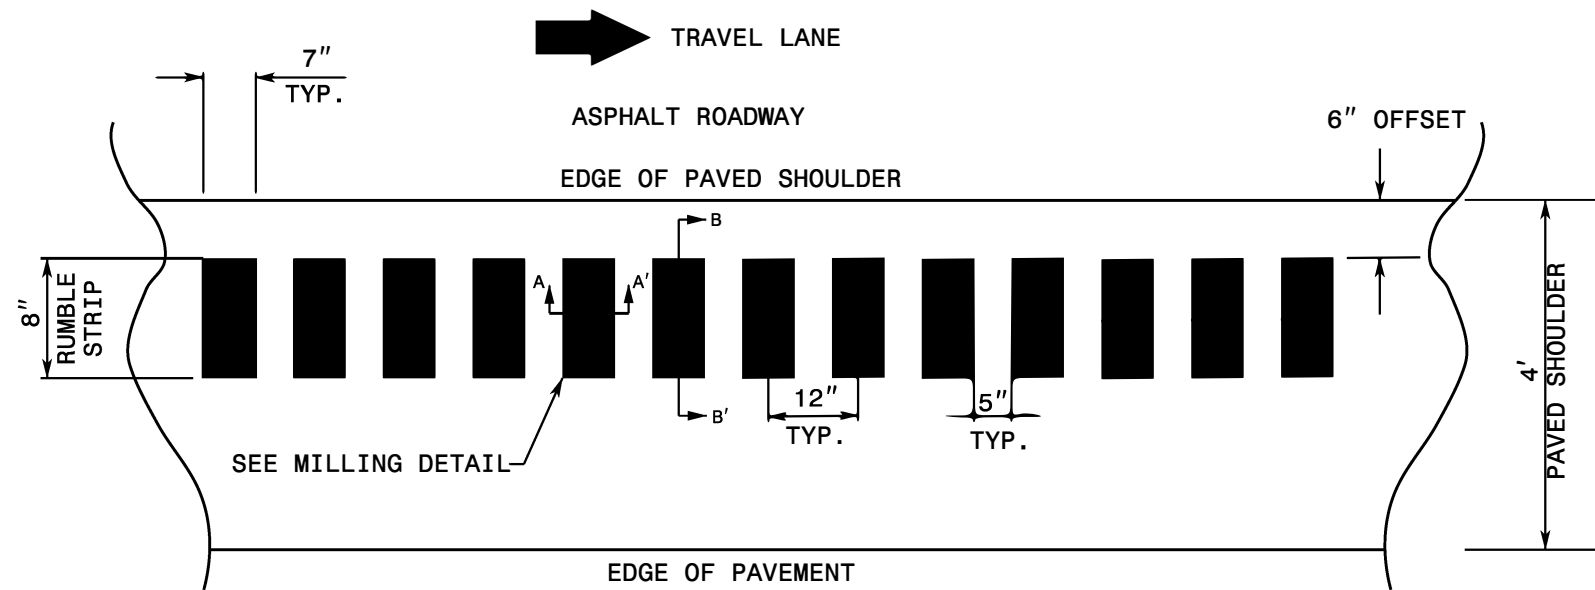 TRAVEL LANE
7"
TYP.
ASPHALT ROADWAY
6" OFFSET
EDGE OF PAVED SHOULDER
B
A
A'
8"
RUMBLE
STRIP
12"
TYP.
5"
TYP.
B'
4'
PAVED SHOULDER
SEE MILLING DETAIL
EDGE OF PAVEMENT